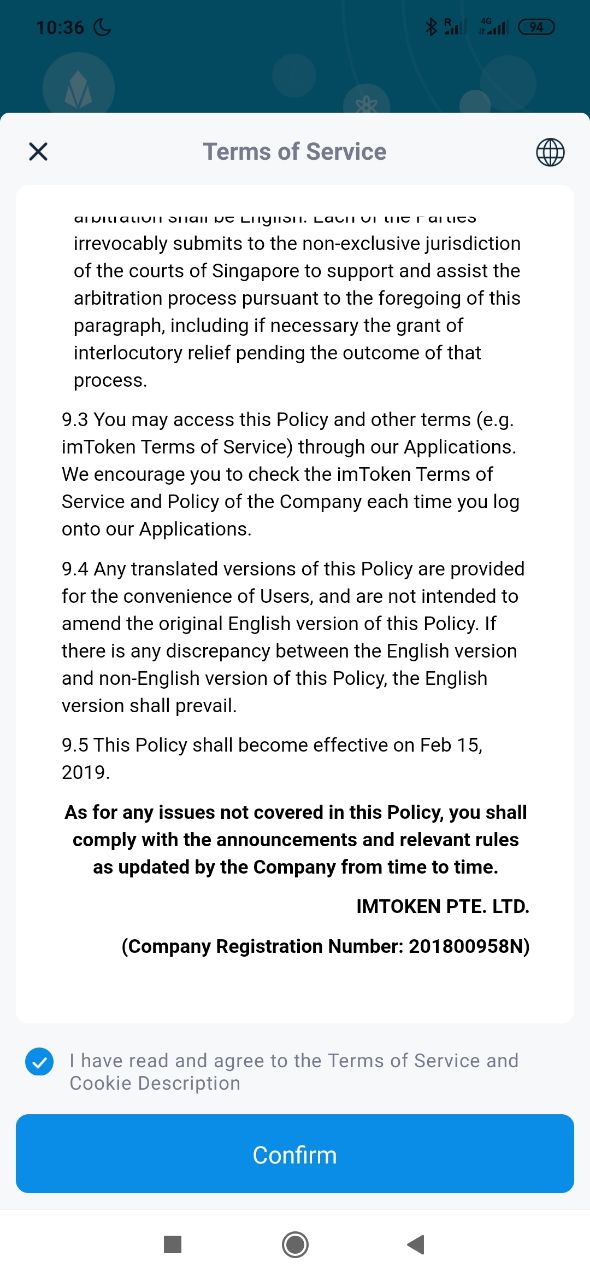 10:36
R
4G
94
Terms of Service
arbitration shall be English. Each of the Parties
irrevocably submits to the non-exclusive jurisdiction
of the courts of Singapore to support and assist the
arbitration process pursuant to the foregoing of this
paragraph, including if necessary the grant of
interlocutory relief pending the outcome of that
process.
9.3 You may access this Policy and other terms (e.g.
imToken Terms of Service) through our Applications.
We encourage you to check the imToken Terms of
Service and Policy of the Company each time you log
onto our Applications.
9.4 Any translated versions of this Policy are provided
for the convenience of Users, and are not intended to
amend the original English version of this Policy. If
there is any discrepancy between the English version
and non-English version of this Policy, the English
version shall prevail.
9.5 This Policy shall become effective on Feb 15,
2019.
As for any issues not covered in this Policy, you shall
comply with the announcements and relevant rules
as updated by the Company from time to time.
IMTOKEN PTE. LTD.
(Company Registration Number: 201800958N)
I have read and agree to the Terms of Service and
Cookie Description
Confirm